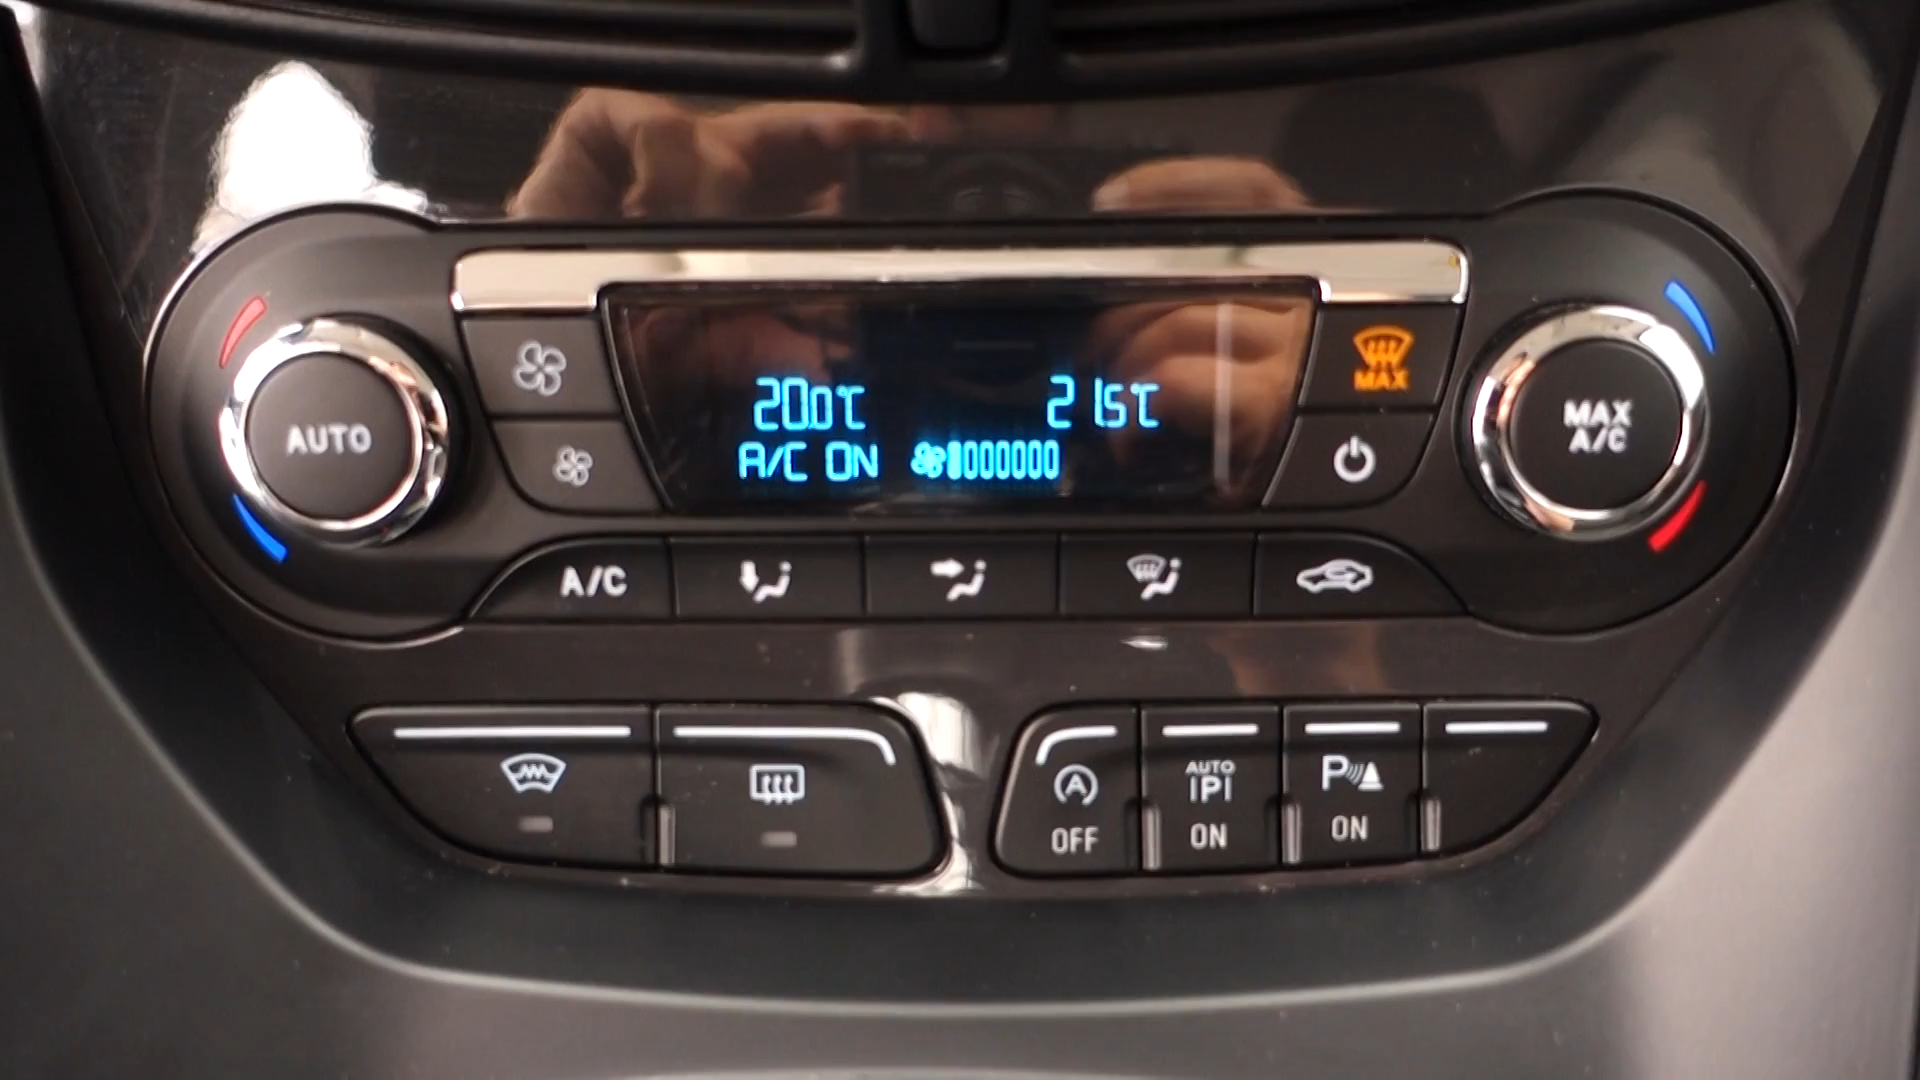 20.0°C 21.5°C
A/C ON
AUTO
MAX
MAX
A/C
A/C
A
OFF
AUTO
IPI
ON
P
ON